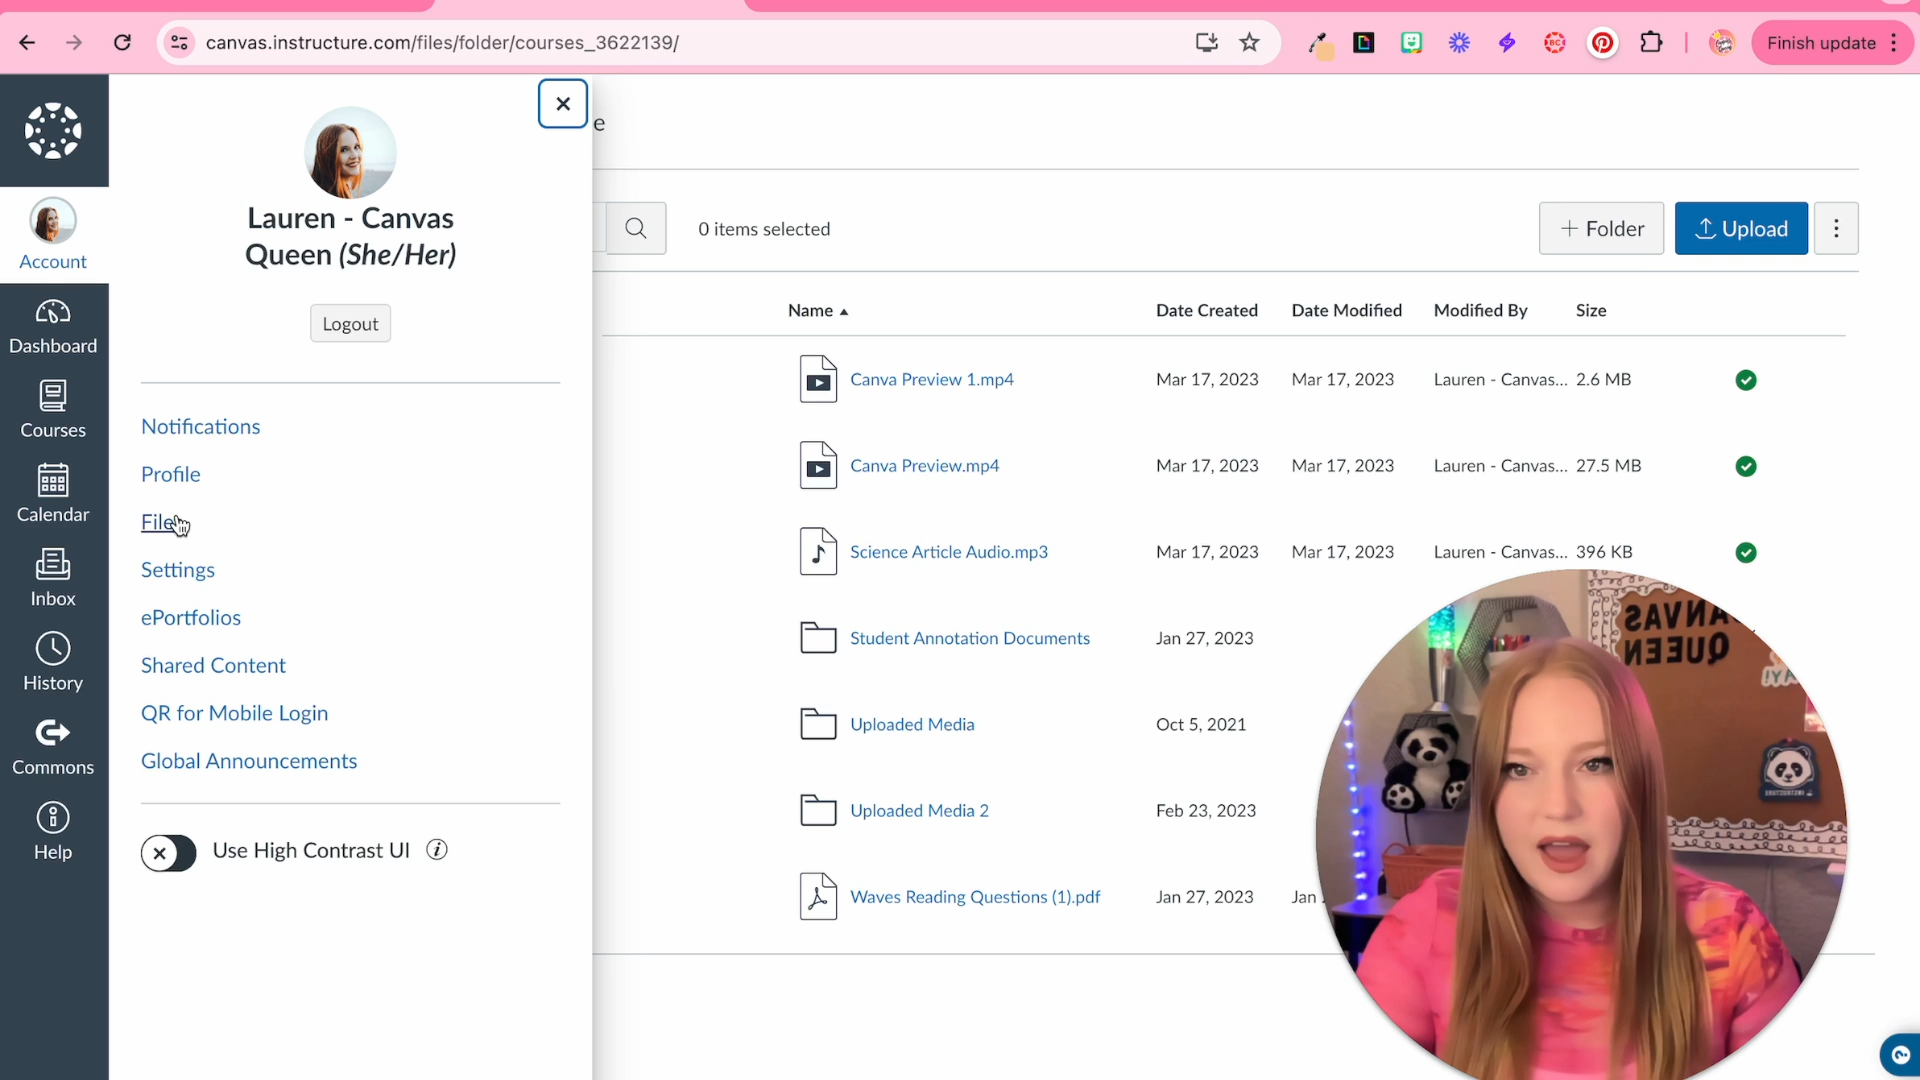 canvas.instructure.com/files/folder/courses_3622139/
Finish update
e
Lauren - Canvas
Queen (She/Her)
Logout
Account
Dashboard
Courses
Calendar
Inbox
History
Commons
Help
Notifications
Profile
File
Settings
ePortfolios
Shared Content
QR for Mobile Login
Global Announcements
Use High Contrast UI
0 items selected
+ Folder
Upload
Name Date Created Date Modified Modified By Size
Canva Preview 1.mp4 Mar 17, 2023 Mar 17, 2023 Lauren - Canvas... 2.6 MB
Canva Preview.mp4 Mar 17, 2023 Mar 17, 2023 Lauren - Canvas... 27.5 MB
Science Article Audio.mp3 Mar 17, 2023 Mar 17, 2023 Lauren - Canvas... 396 KB
Student Annotation Documents Jan 27, 2023
Uploaded Media Oct 5, 2021
Uploaded Media 2 Feb 23, 2023
Waves Reading Questions (1).pdf Jan 27, 2023 Jan
CANVAS
QUEEN